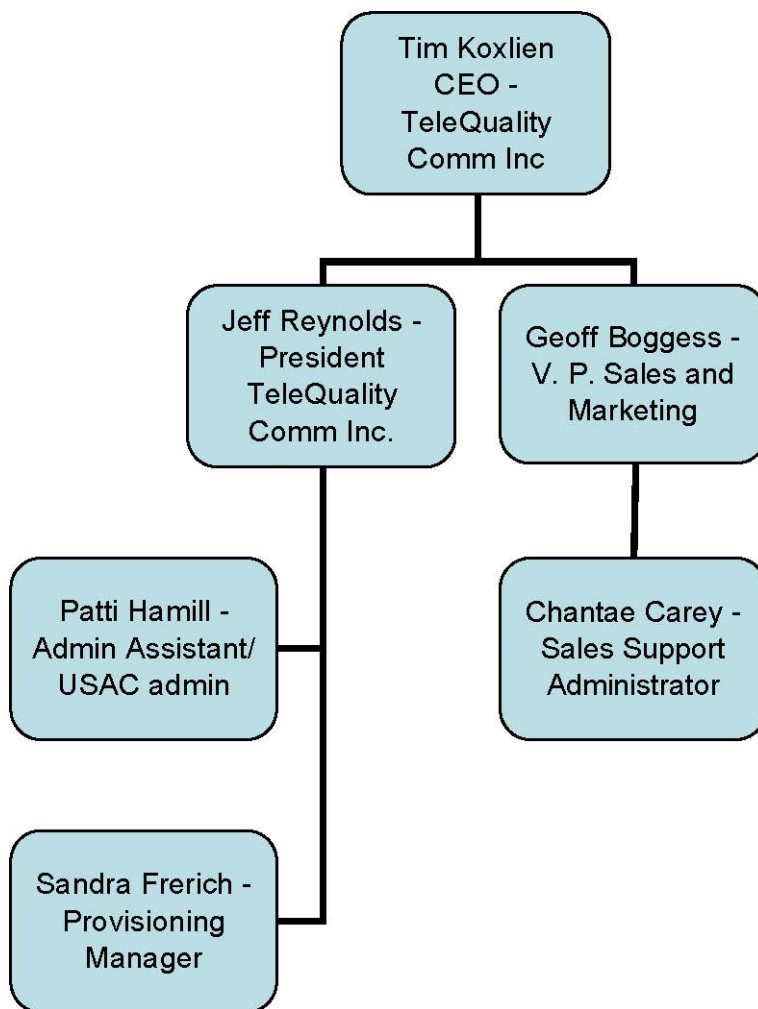 Tim Koxlien
CEO -
TeleQuality
Comm Inc
Jeff Reynolds -
President
TeleQuality
Comm Inc.
Geoff Boggess -
V. P. Sales and
Marketing
Patti Hamill -
Admin Assistant/
USAC admin
Chantae Carey -
Sales Support
Administrator
Sandra Frerich -
Provisioning
Manager